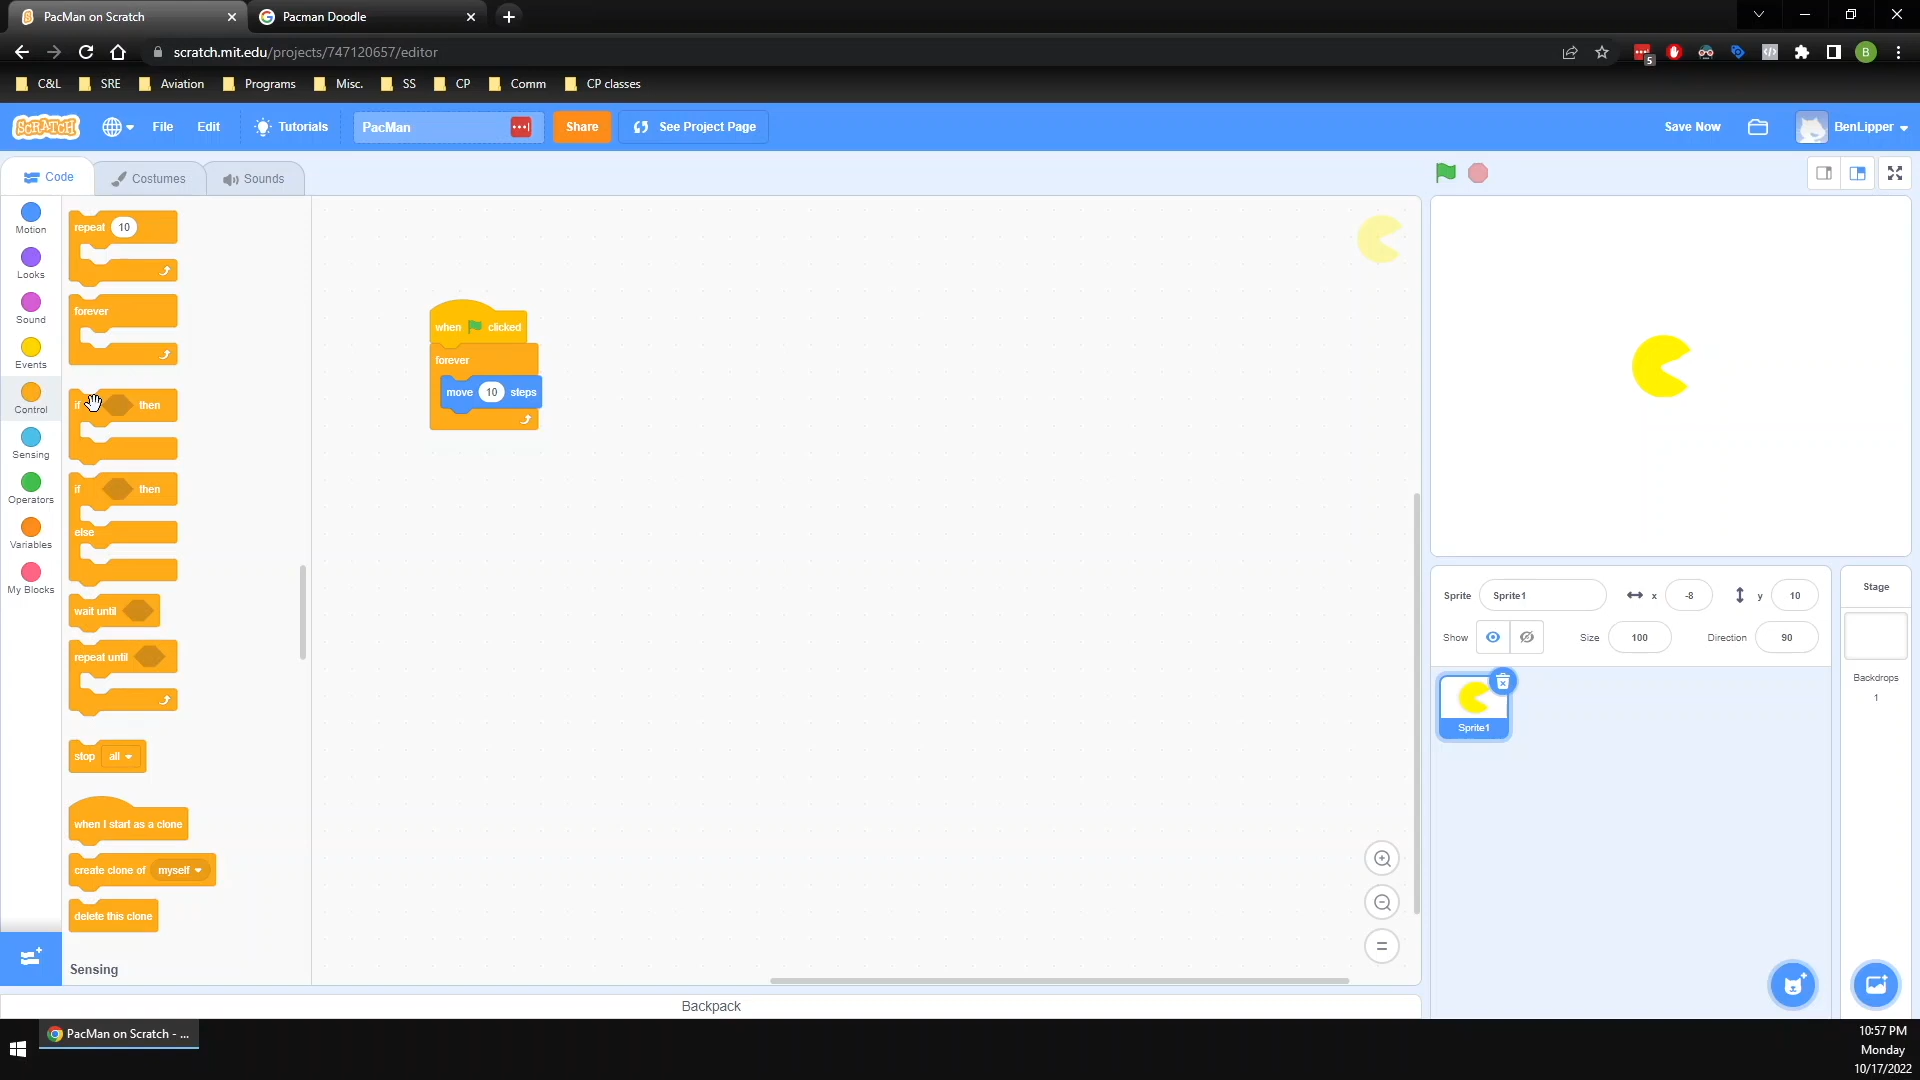 PacMan on Scratch
Pacman Doodle
scratch.mit.edu/projects/747120657/editor
5
B
C&L
SRE
Aviation
Programs
Misc.
SS
CP
Comm
CP classes
SCRATCH
File
Edit
Tutorials
PacMan
Share
See Project Page
Save Now
BenLipper
Code
Costumes
Sounds
Motion
Looks
Sound
Events
Control
Sensing
Operators
Variables
My Blocks
repeat 10
forever
if then
if then
else
wait until
repeat until
stop all
when I start as a clone
create clone of myself
delete this clone
Sensing
when clicked
forever
move 10 steps
Sprite Sprite1 x -8 y 10
Show Size 100 Direction 90
Sprite1
Stage
Backdrops
1
Backpack
PacMan on Scratch - ...
10:57 PM
Monday
10/17/2022